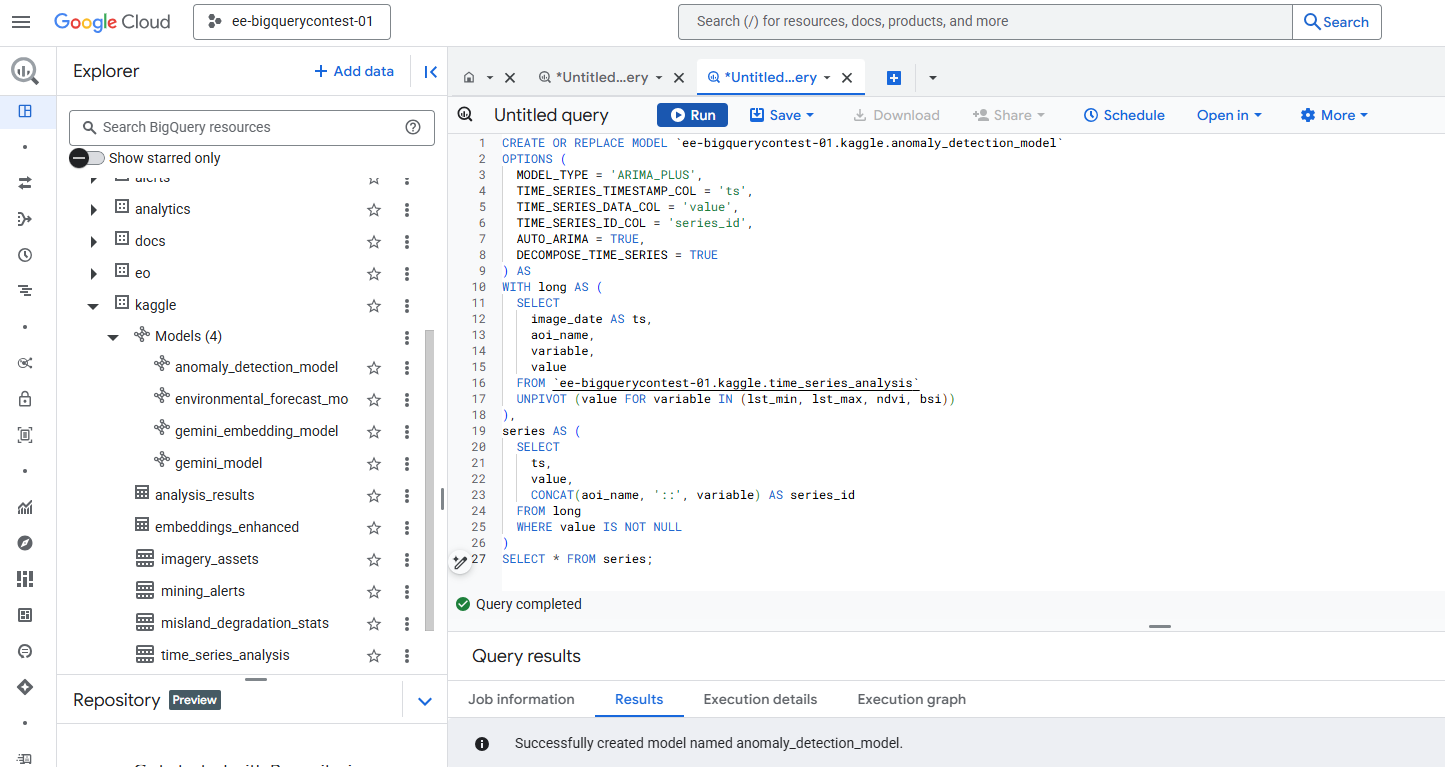 Google Cloud
ee-bigquerycontest-01
Search (/) for resources, docs, products, and more
Search
Explorer
Add data
Search BigQuery resources
Show starred only
alerts
analytics
docs
eo
kaggle
Models (4)
anomaly_detection_model
environmental_forecast_mo
gemini_embedding_model
gemini_model
analysis_results
embeddings_enhanced
imagery_assets
mining_alerts
misland_degradation_stats
time_series_analysis
Repository Preview
*Untitled...ery
*Untitled...ery
Untitled query
Run
Save
Download
Share
Schedule
Open in
More
1 CREATE OR REPLACE MODEL `ee-bigquerycontest-01.kaggle.anomaly_detection_model`
2 OPTIONS (
3 MODEL_TYPE = 'ARIMA_PLUS',
4 TIME_SERIES_TIMESTAMP_COL = 'ts',
5 TIME_SERIES_DATA_COL = 'value',
6 TIME_SERIES_ID_COL = 'series_id',
7 AUTO_ARIMA = TRUE,
8 DECOMPOSE_TIME_SERIES = TRUE
9 ) AS
10 WITH long AS (
11 SELECT
12 image_date AS ts,
13 aoi_name,
14 variable,
15 value
16 FROM `ee-bigquerycontest-01.kaggle.time_series_analysis`
17 UNPIVOT (value FOR variable IN (lst_min, lst_max, ndvi, bsi))
18 ),
19 series AS (
20 SELECT
21 ts,
22 value,
23 CONCAT(aoi_name, '::', variable) AS series_id
24 FROM long
25 WHERE value IS NOT NULL
26 )
27 SELECT * FROM series;
Query completed
Query results
Job information
Results
Execution details
Execution graph
Successfully created model named anomaly_detection_model.